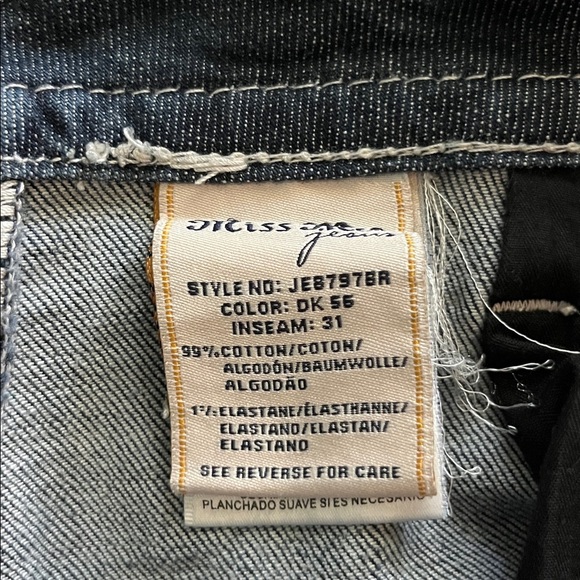 Miss Me
jeans
STYLE NO: JE8797BR
COLOR: DK 56
INSEAM: 31
99% COTTON/COTON/
ALGODÓN/BAUMWOLLE/
ALGODÃO
1% ELASTANE/ÉLASTHANNE/
ELASTANO/ELASTAN/
ELASTANO
SEE REVERSE FOR CARE
PLANCHADO SUAVE SI ES NECESARIO